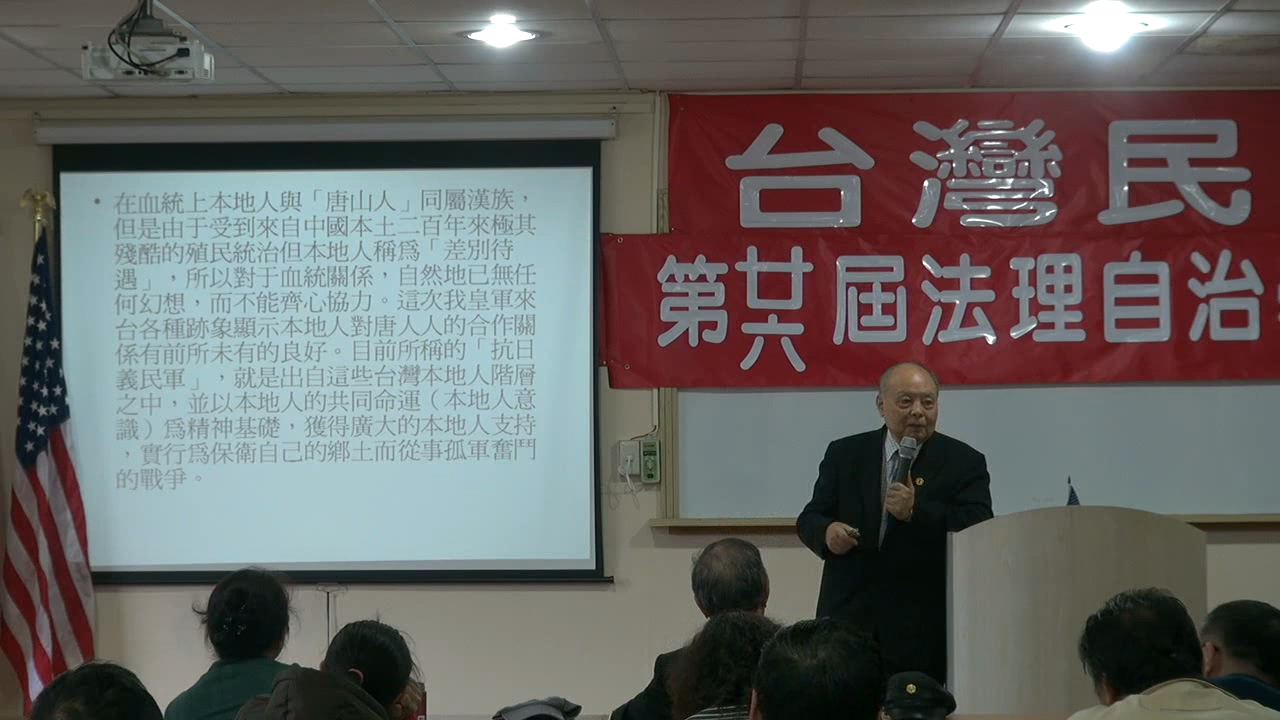 • 在血統上本地人與「唐山人」同屬漢族，
但是由于受到來自中國本土二百年來極其
殘酷的殖民統治但本地人稱爲「差別待
遇」，所以對于血統關係，自然地已無任
何幻想，而不能齊心協力。這次我皇軍來
台各種跡象顯示本地人對唐人人的合作關
係有前所未有的良好。目前所稱的「抗日
義民軍」，就是出自這些台灣本地人階層
之中，並以本地人的共同命運（本地人意
識）爲精神基礎，獲得廣大的本地人支持
，實行爲保衛自己的鄉土而從事孤軍奮鬥
的戰爭。
台灣民
第廿六屆法理自治